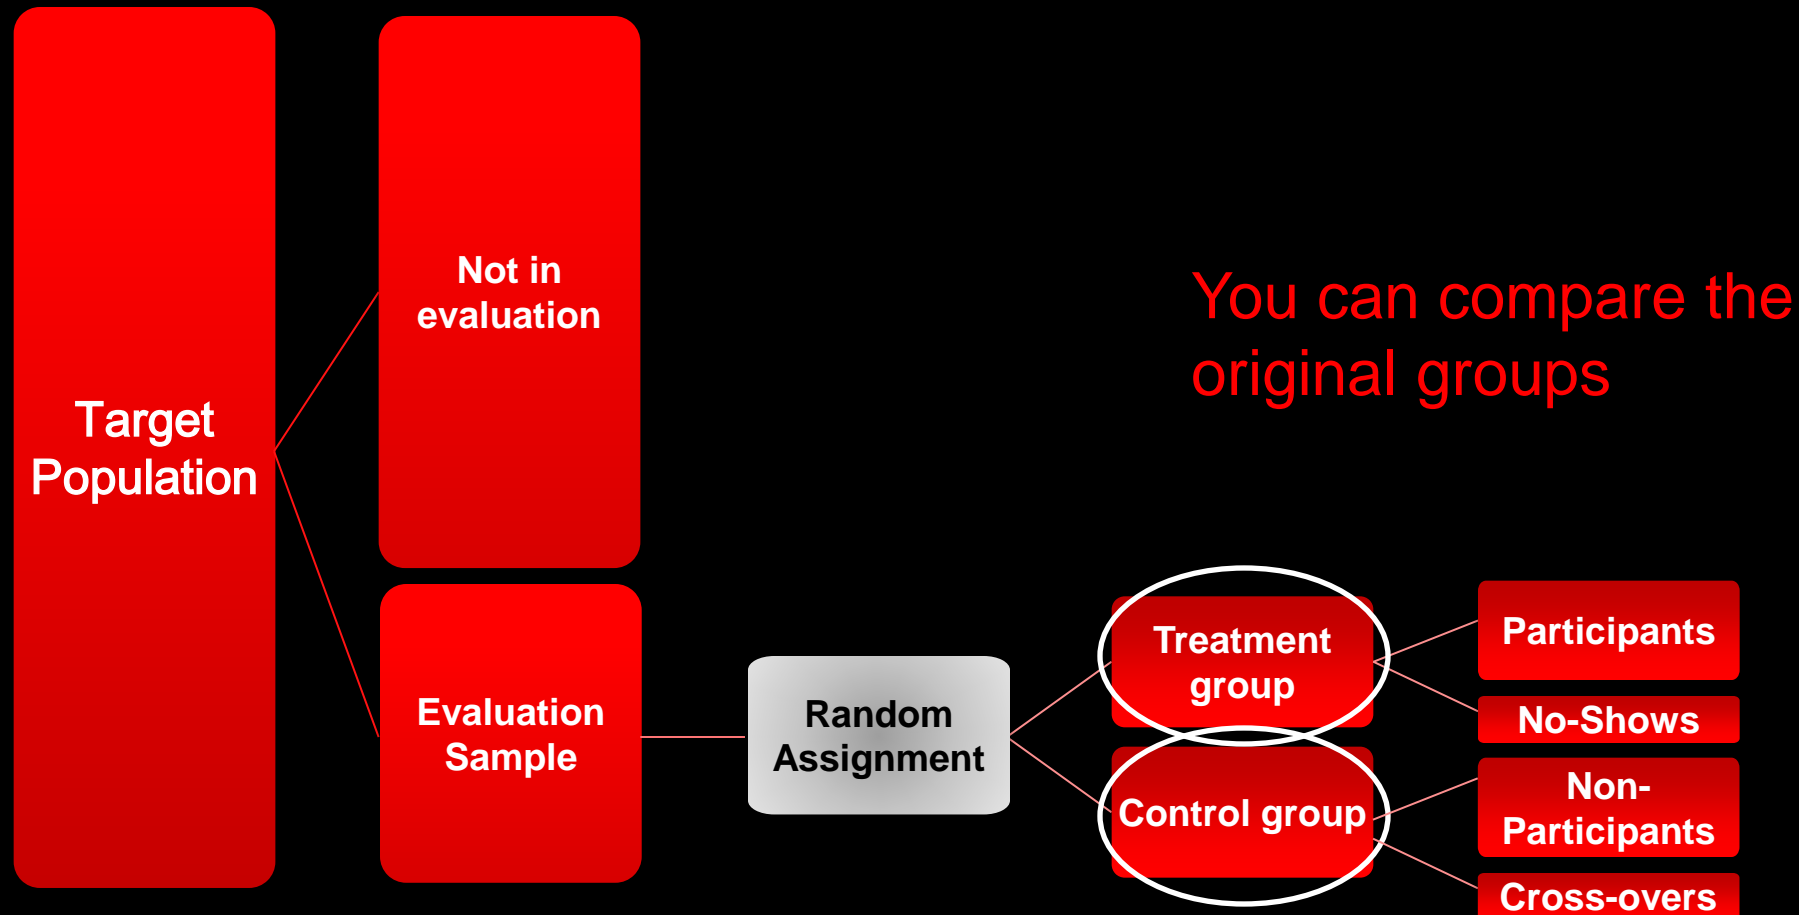 Target
Population
Not in
evaluation
Evaluation
Sample
Random
Assignment
You can compare the
original groups
Treatment
group
Control group
Participants
No-Shows
Non-
Participants
Cross-overs